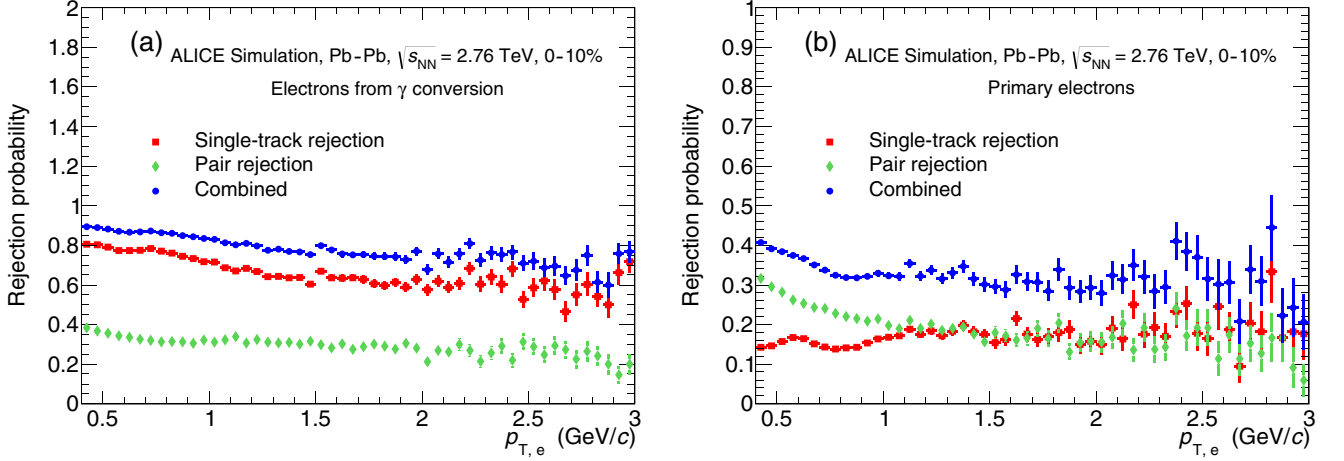 (a)
ALICE Simulation, Pb-Pb, √sNN = 2.76 TeV, 0-10%
Electrons from γ conversion
Single-track rejection
Pair rejection
Combined
Rejection probability
2
1.8
1.6
1.4
1.2
1
0.8
0.6
0.4
0.2
0
0.5
1
1.5
2
2.5
3
pT, e (GeV/c)
(b)
ALICE Simulation, Pb-Pb, √sNN = 2.76 TeV, 0-10%
Primary electrons
Single-track rejection
Pair rejection
Combined
Rejection probability
1
0.9
0.8
0.7
0.6
0.5
0.4
0.3
0.2
0.1
0
0.5
1
1.5
2
2.5
3
pT, e (GeV/c)